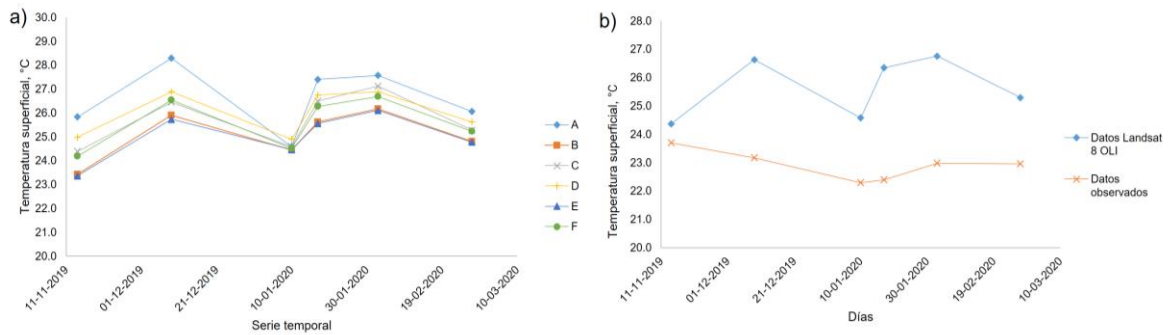 a)
Temperatura superficial, °C
30.0
29.0
28.0
27.0
26.0
25.0
24.0
23.0
22.0
21.0
20.0
11-11-2019
01-12-2019
21-12-2019
10-01-2020
30-01-2020
19-02-2020
10-03-2020
Serie temporal
A
B
C
D
E
F
b)
Temperatura superficial, °C
28.0
27.0
26.0
25.0
24.0
23.0
22.0
21.0
20.0
11-11-2019
01-12-2019
21-12-2019
10-01-2020
30-01-2020
19-02-2020
10-03-2020
Días
Datos Landsat
8 OLI
Datos
observados